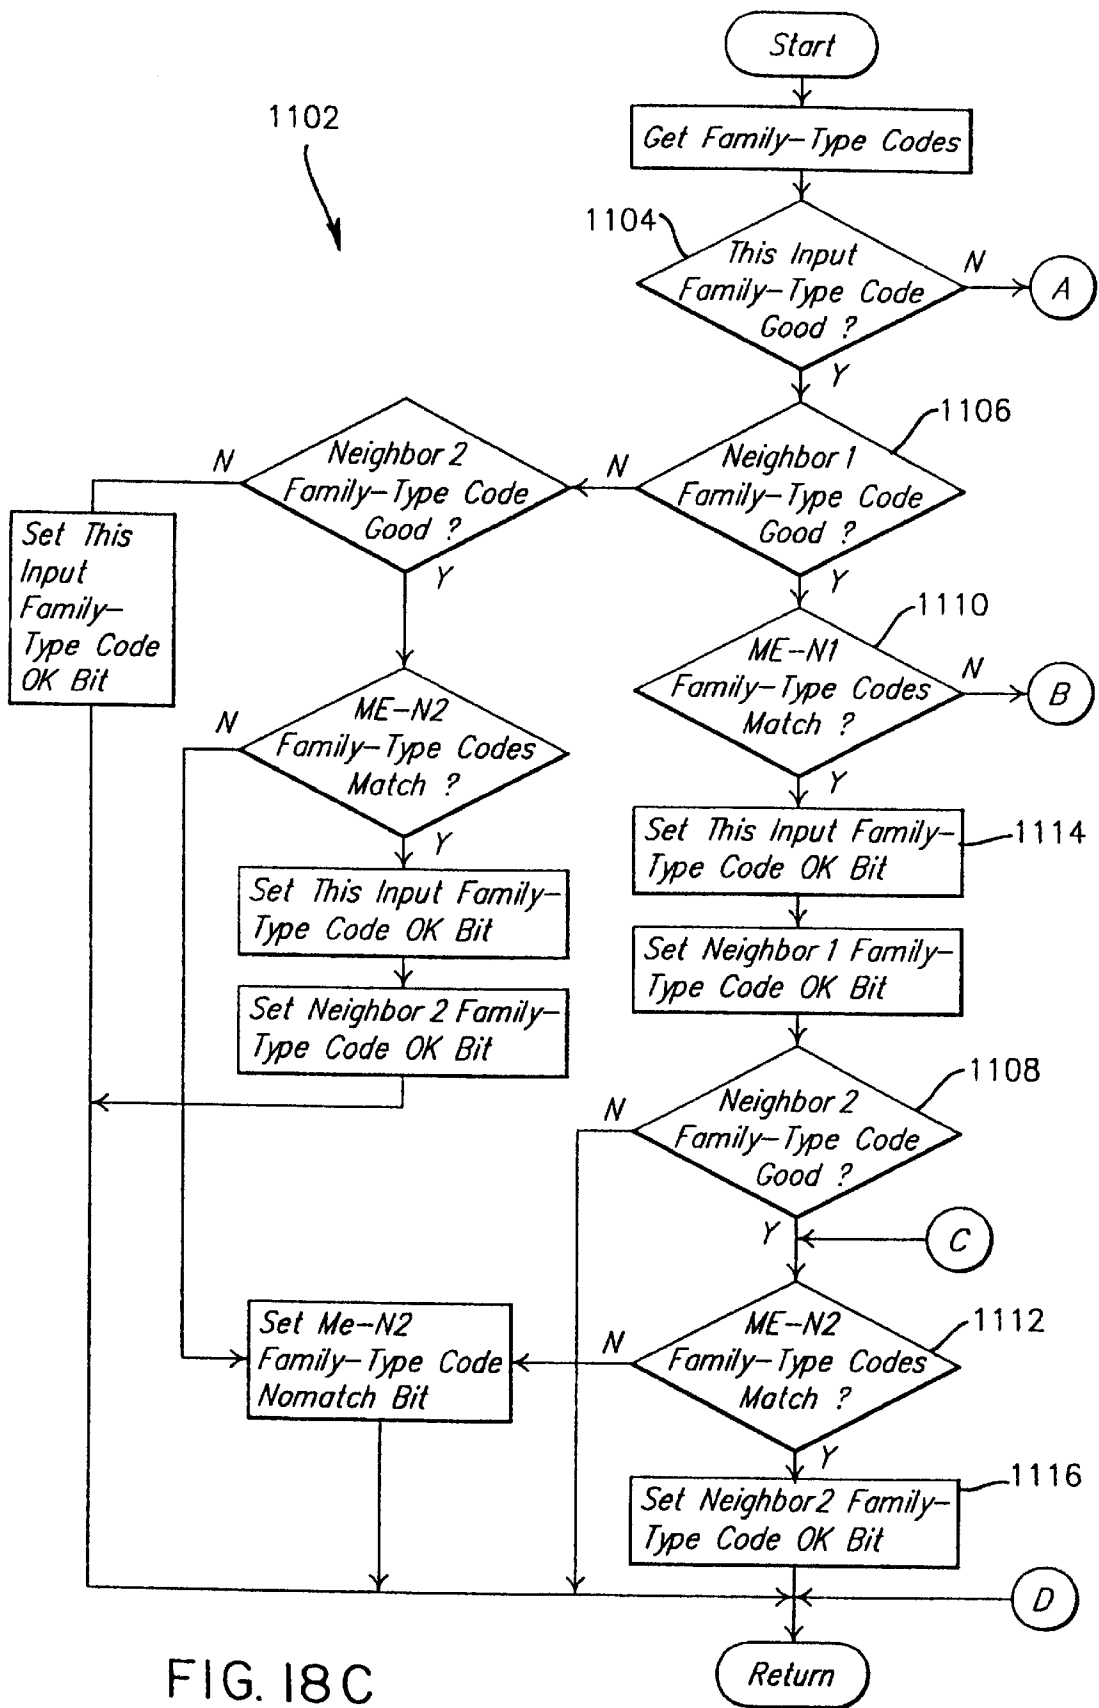 Start
1102
Get Family-Type Codes
1104
This Input
Family-Type Code
Good ?
N
A
Y
1106
Neighbor 1
Family-Type Code
Good ?
N
Y
Neighbor 2
Family-Type Code
Good ?
N
Y
Set This
Input
Family-
Type Code
OK Bit
1110
ME-N1
Family-Type Codes
Match ?
N
B
Y
ME-N2
Family-Type Codes
Match ?
N
Y
Set This Input Family-
Type Code OK Bit
1114
Set This Input Family-
Type Code OK Bit
Set Neighbor 1 Family-
Type Code OK Bit
Set Neighbor 2 Family-
Type Code OK Bit
1108
Neighbor 2
Family-Type Code
Good ?
N
Y
C
1112
ME-N2
Family-Type Codes
Match ?
N
Y
Set Me-N2
Family-Type Code
Nomatch Bit
1116
Set Neighbor2 Family-
Type Code OK Bit
D
Return
FIG. 18C